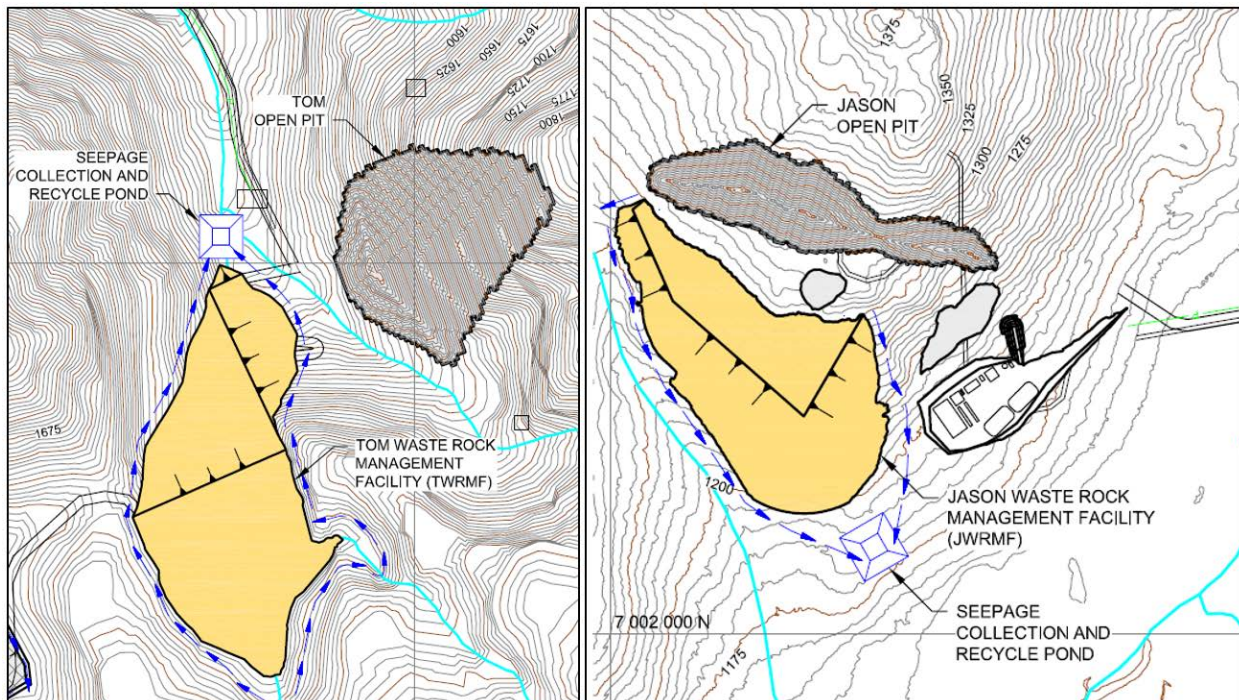 1600
1625
1650
1675
1700
1725
1750
1775
1800
TOM
OPEN PIT
SEEPAGE
COLLECTION AND
RECYCLE POND
1675
TOM WASTE ROCK
MANAGEMENT
FACILITY (TWRMF)
1375
1350
1325
1300
1275
JASON
OPEN PIT
1200
JASON WASTE ROCK
MANAGEMENT FACILITY
(JWRMF)
7 002 000 N
1175
SEEPAGE
COLLECTION AND
RECYCLE POND